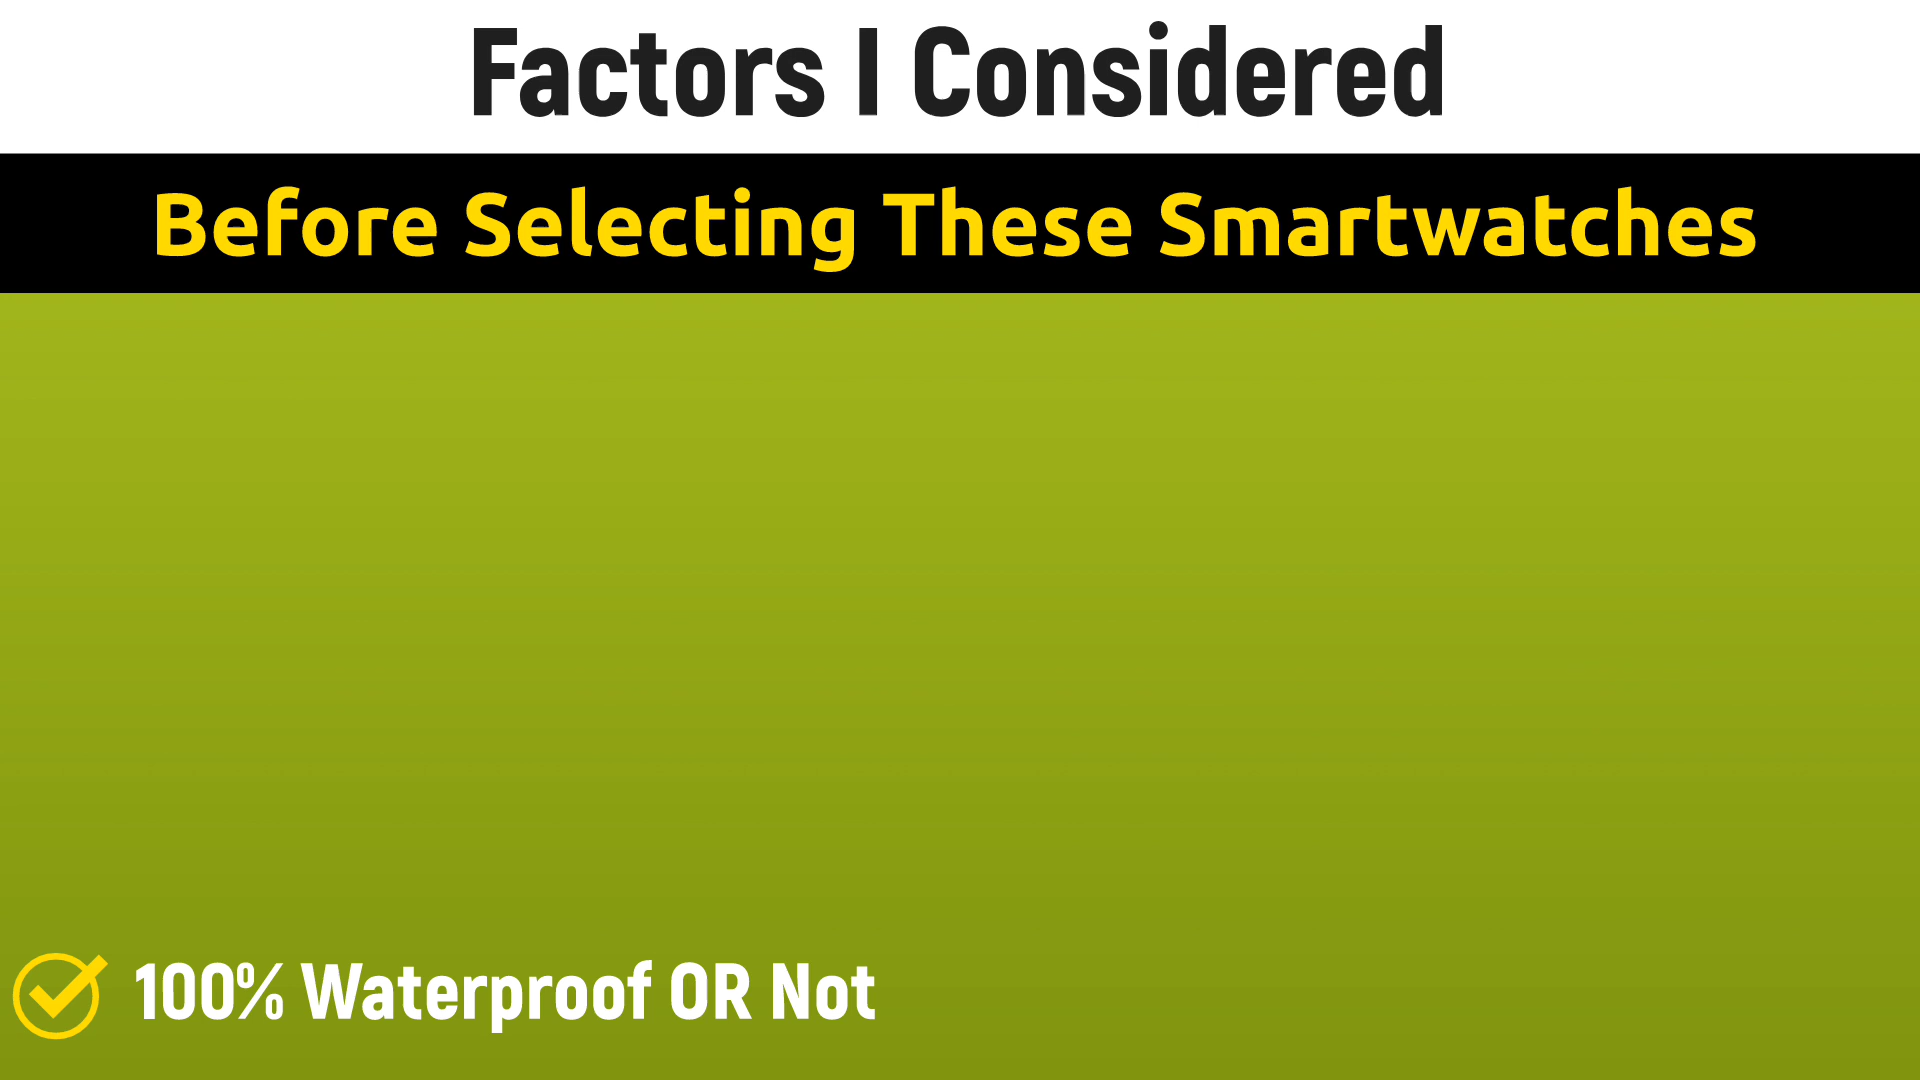 Factors I Considered
Before Selecting These Smartwatches
100% Waterproof OR Not